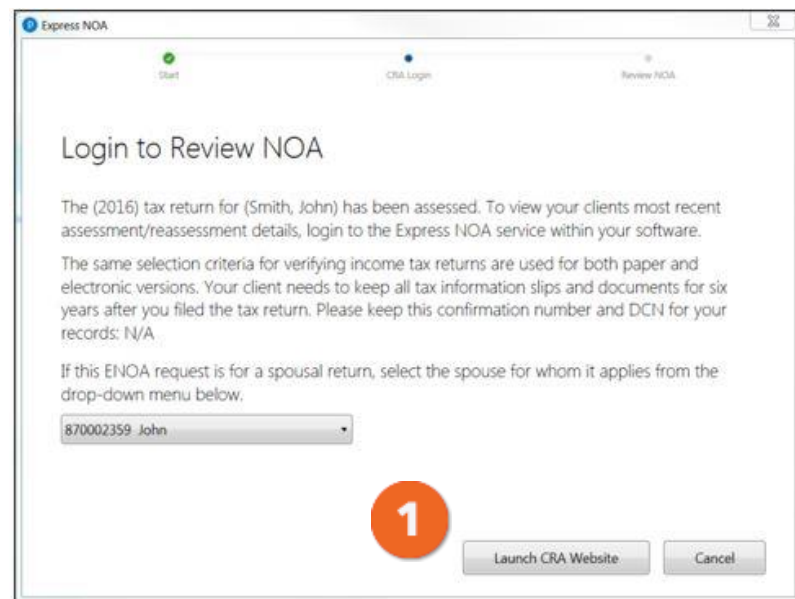 Express NOA
Start
CRA Login
Review NOA
Login to Review NOA
The (2016) tax return for (Smith, John) has been assessed. To view your clients most recent
assessment/reassessment details, login to the Express NOA service within your software.
The same selection criteria for verifying income tax returns are used for both paper and
electronic versions. Your client needs to keep all tax information slips and documents for six
years after you filed the tax return. Please keep this confirmation number and DCN for your
records: N/A
If this ENOA request is for a spousal return, select the spouse for whom it applies from the
drop-down menu below.
870002359 John
1
Launch CRA Website
Cancel